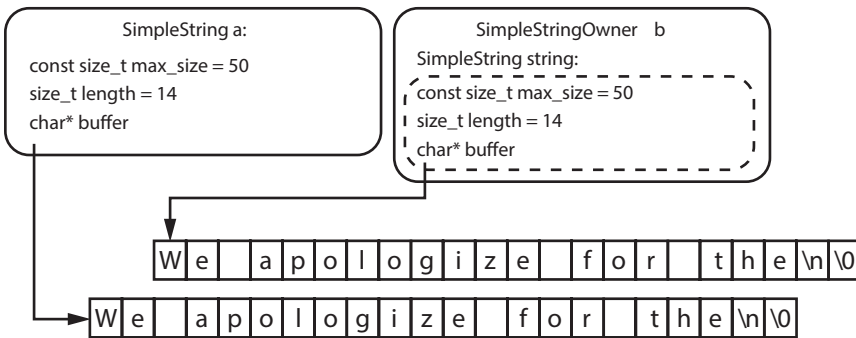 SimpleString a:
const size_t max_size = 50
size_t length = 14
char* buffer
SimpleStringOwner b
SimpleString string:
const size_t max_size = 50
size_t length = 14
char* buffer
We apologize for the\n\0
We apologize for the\n\0